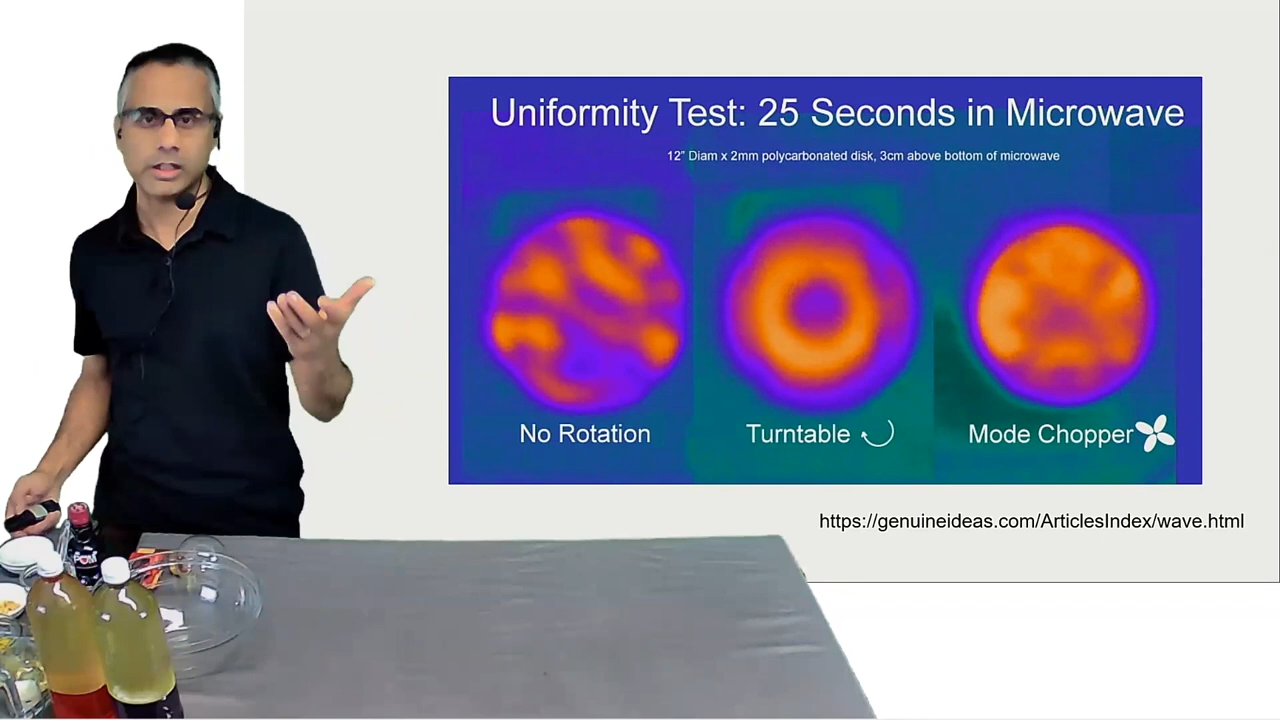 Uniformity Test: 25 Seconds in Microwave
12" Diam x 2mm polycarbonated disk, 3cm above bottom of microwave
No Rotation
Turntable
Mode Chopper
https://genuineideas.com/ArticlesIndex/wave.html
POM